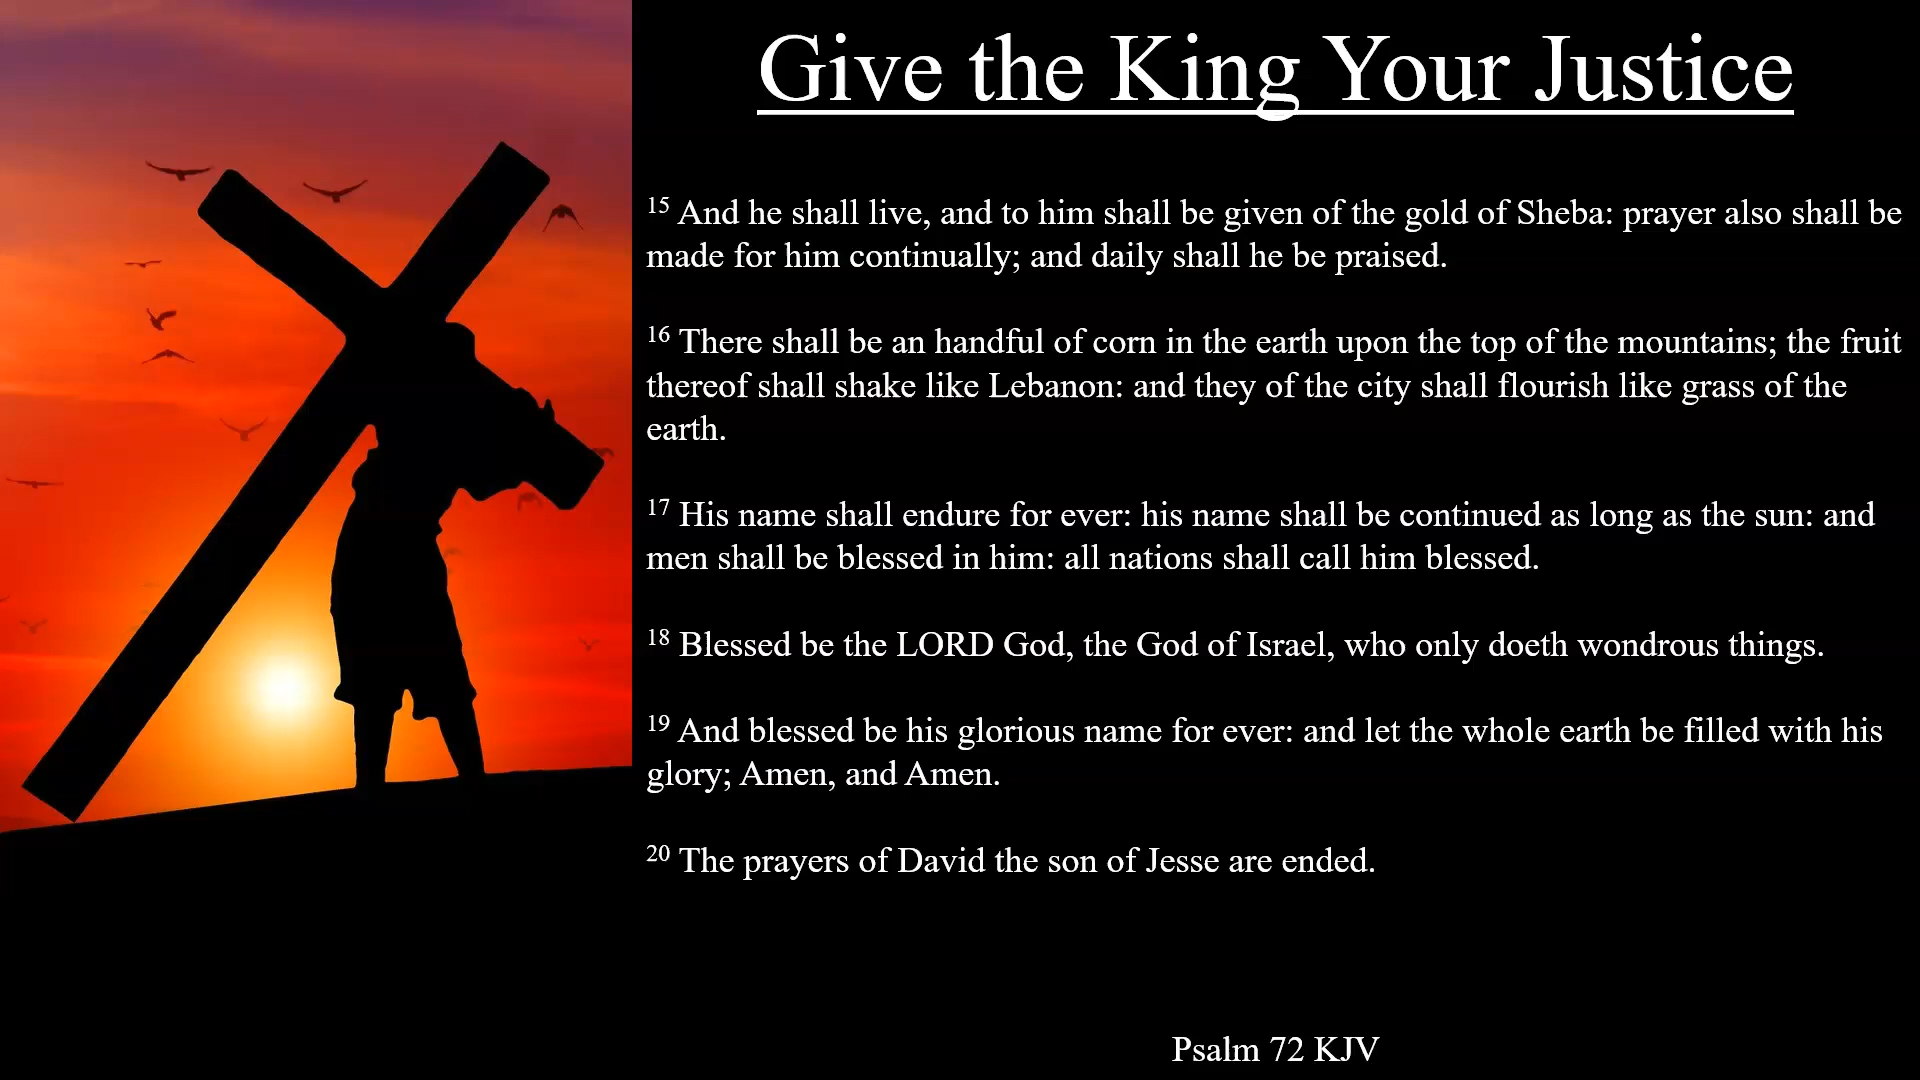 Give the King Your Justice
15 And he shall live, and to him shall be given of the gold of Sheba: prayer also shall be
made for him continually; and daily shall he be praised.
16 There shall be an handful of corn in the earth upon the top of the mountains; the fruit
thereof shall shake like Lebanon: and they of the city shall flourish like grass of the
earth.
17 His name shall endure for ever: his name shall be continued as long as the sun: and
men shall be blessed in him: all nations shall call him blessed.
18 Blessed be the LORD God, the God of Israel, who only doeth wondrous things.
19 And blessed be his glorious name for ever: and let the whole earth be filled with his
glory; Amen, and Amen.
20 The prayers of David the son of Jesse are ended.
Psalm 72 KJV